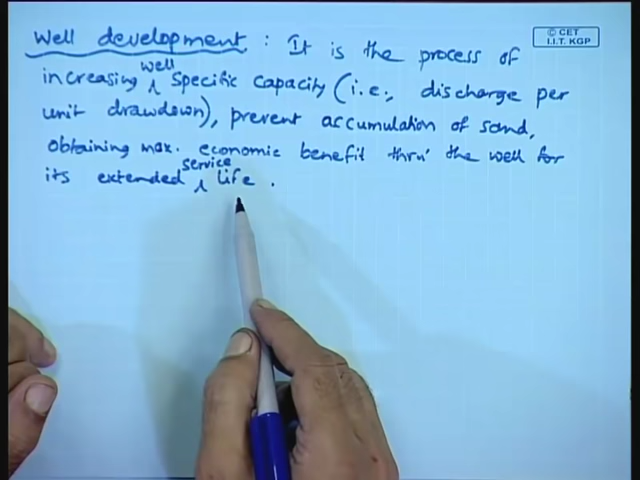 Well development : It is the process of
© CET
I.I.T. KGP
increasing well specific capacity (i.e., discharge per
unit drawdown), prevent accumulation of sand,
obtaining max. economic benefit thru' the well for
its extended service life .